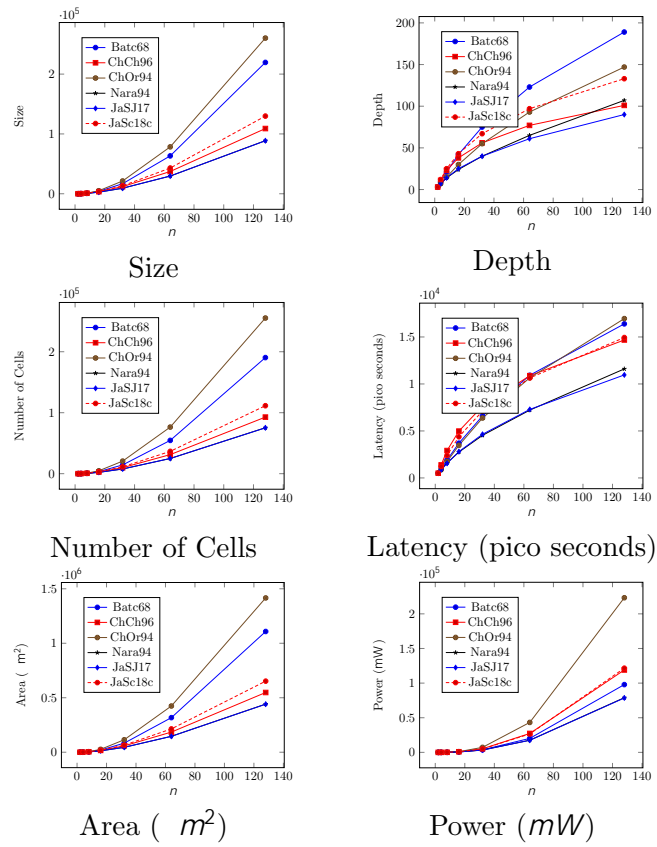 ·10⁵
2
1
0
Size
Batc68
ChCh96
ChOr94
Nara94
JaSJ17
JaSc18c
0 20 40 60 80 100 120 140
n
Size
200
150
100
50
0
Depth
Batc68
ChCh96
ChOr94
Nara94
JaSJ17
JaSc18c
0 20 40 60 80 100 120 140
n
Depth
·10⁵
2
1
0
Number of Cells
Batc68
ChCh96
ChOr94
Nara94
JaSJ17
JaSc18c
0 20 40 60 80 100 120 140
n
Number of Cells
·10⁴
1.5
1
0.5
0
Latency (pico seconds)
Batc68
ChCh96
ChOr94
Nara94
JaSJ17
JaSc18c
0 20 40 60 80 100 120 140
n
Latency (pico seconds)
·10⁶
1.5
1
0.5
0
Area ( m²)
Batc68
ChCh96
ChOr94
Nara94
JaSJ17
JaSc18c
0 20 40 60 80 100 120 140
n
Area ( m²)
·10⁵
2
1.5
1
0.5
0
Power (mW)
Batc68
ChCh96
ChOr94
Nara94
JaSJ17
JaSc18c
0 20 40 60 80 100 120 140
n
Power (mW)